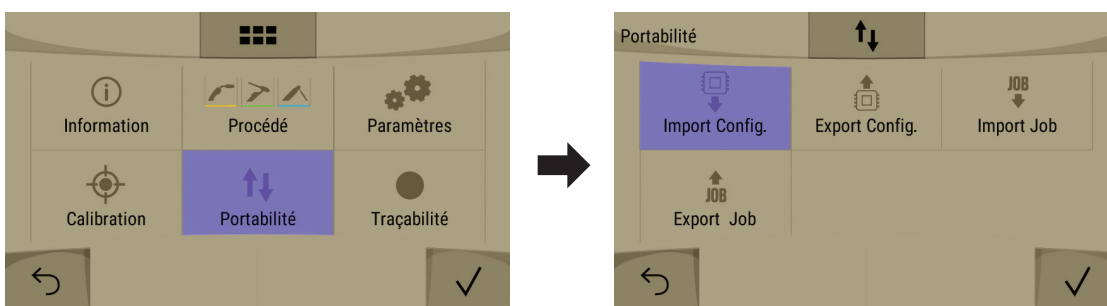 Information
Procédé
Paramètres
Calibration
Portabilité
Traçabilité
Portabilité
JOB
Import Config.
Export Config.
Import Job
JOB
Export Job